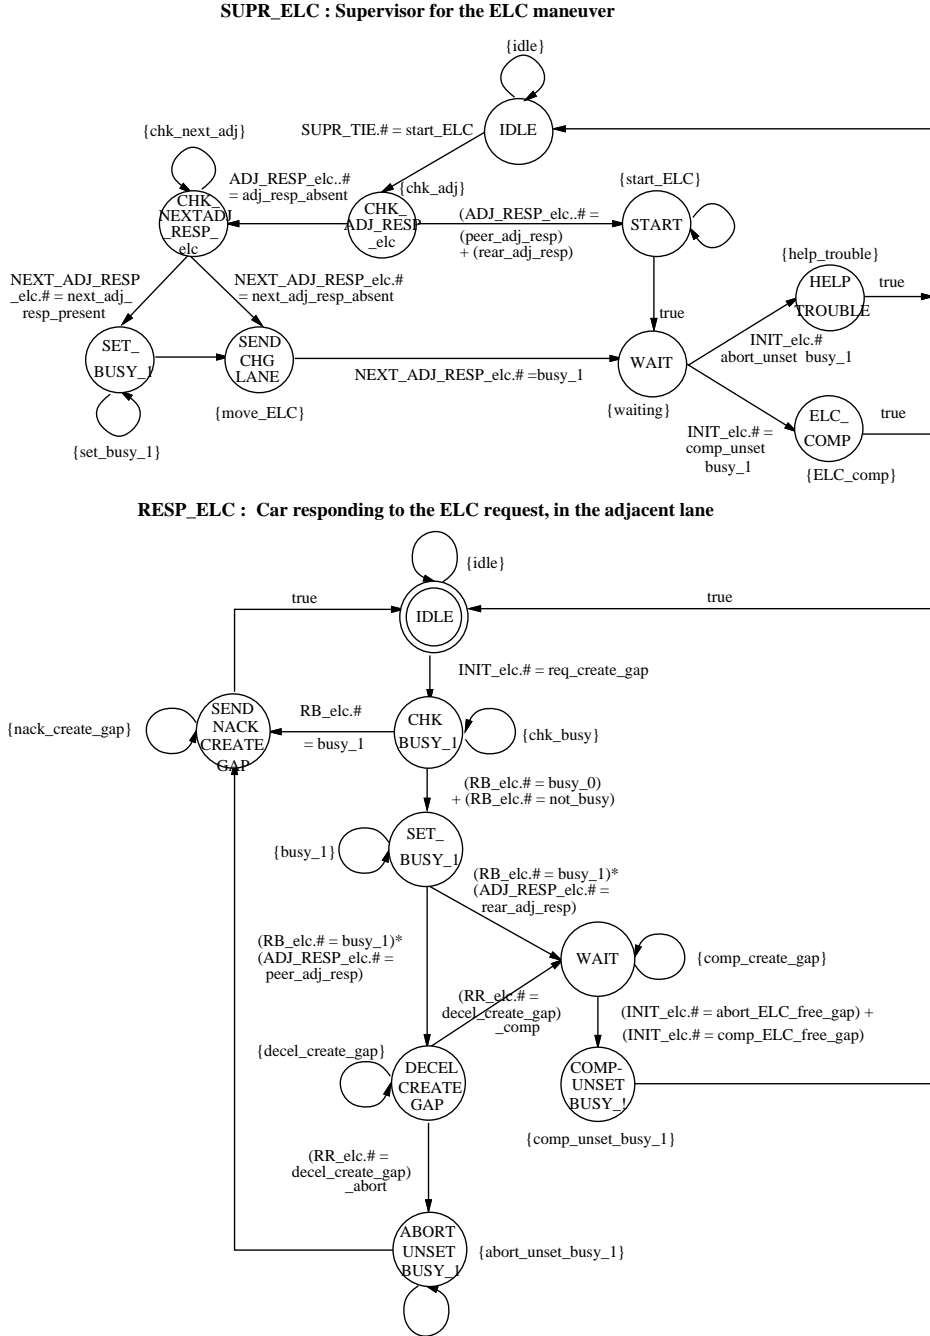 SUPR_ELC : Supervisor for the ELC maneuver
{idle}
IDLE
SUPR_TIE.# = start_ELC
{chk_next_adj}
ADJ_RESP_elc..#
= adj_resp_absent
{chk_adj}
{start_ELC}
CHK_
NEXTADJ
_RESP_
elc
CHK_
ADJ_RESP
_elc
(ADJ_RESP_elc..# =
(peer_adj_resp)
+ (rear_adj_resp)
START
NEXT_ADJ_RESP
_elc.# = next_adj_
resp_present
NEXT_ADJ_RESP_elc.#
= next_adj_resp_absent
{help_trouble}
HELP
TROUBLE
true
true
SET_
BUSY_1
SEND
CHG
LANE
WAIT
INIT_elc.#
abort_unset busy_1
NEXT_ADJ_RESP_elc.# =busy_1
{move_ELC}
{waiting}
ELC_
COMP
true
{set_busy_1}
INIT_elc.# =
comp_unset
busy_1
{ELC_comp}
RESP_ELC : Car responding to the ELC request, in the adjacent lane
{idle}
true
IDLE
true
INIT_elc.# = req_create_gap
{nack_create_gap}
SEND
NACK
CREATE
GAP
RB_elc.#
= busy_1
CHK
BUSY_1
{chk_busy}
(RB_elc.# = busy_0)
+ (RB_elc.# = not_busy)
{busy_1}
SET_
BUSY_1
(RB_elc.# = busy_1)*
(ADJ_RESP_elc.# =
rear_adj_resp)
(RB_elc.# = busy_1)*
(ADJ_RESP_elc.# =
peer_adj_resp)
WAIT
{comp_create_gap}
(RR_elc.# =
decel_create_gap)
_comp
(INIT_elc.# = abort_ELC_free_gap) +
(INIT_elc.# = comp_ELC_free_gap)
{decel_create_gap}
DECEL
CREATE
GAP
COMP-
UNSET
BUSY_!
{comp_unset_busy_1}
(RR_elc.# =
decel_create_gap)
_abort
ABORT
UNSET
BUSY_1
{abort_unset_busy_1}